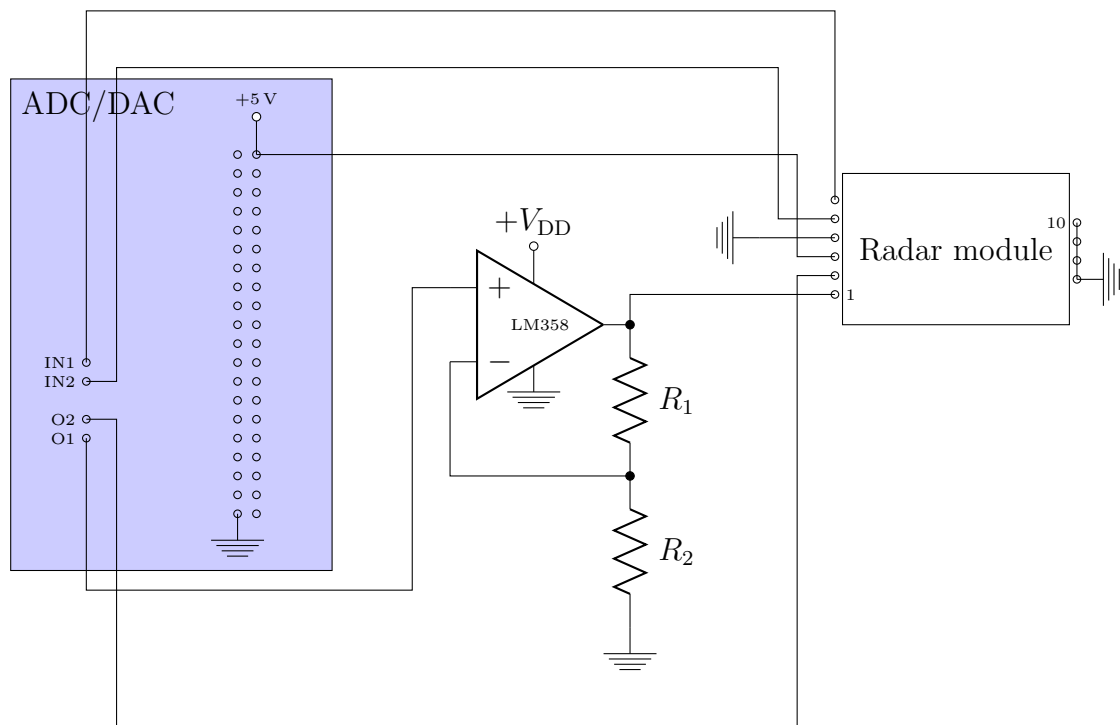 ADC/DAC
+5 V
+V_DD
10
Radar module
+
LM358
1
−
IN1
IN2
R_1
O2
O1
R_2